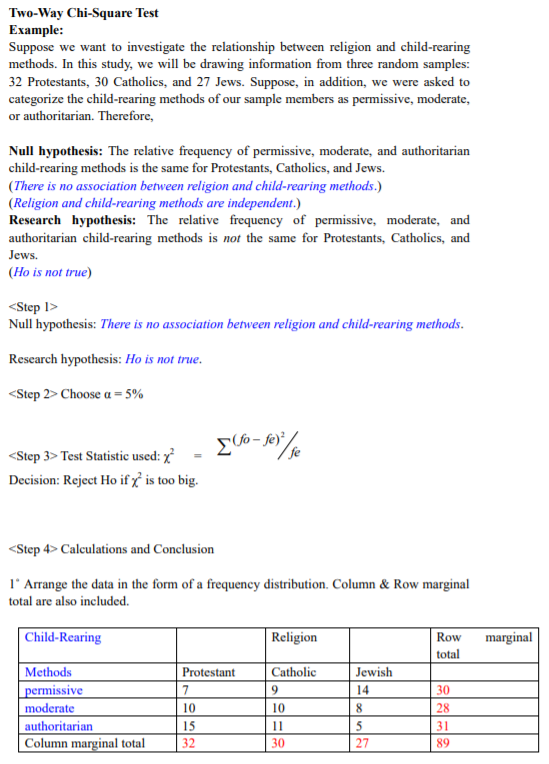 Two-Way Chi-Square Test
Example:
Suppose we want to investigate the relationship between religion and child-rearing
methods. In this study, we will be drawing information from three random samples:
32 Protestants, 30 Catholics, and 27 Jews. Suppose, in addition, we were asked to
categorize the child-rearing methods of our sample members as permissive, moderate,
or authoritarian. Therefore,
Null hypothesis: The relative frequency of permissive, moderate, and authoritarian
child-rearing methods is the same for Protestants, Catholics, and Jews.
(There is no association between religion and child-rearing methods.)
(Religion and child-rearing methods are independent.)
Research hypothesis: The relative frequency of permissive, moderate, and
authoritarian child-rearing methods is not the same for Protestants, Catholics, and
Jews.
(Ho is not true)
<Step 1>
Null hypothesis: There is no association between religion and child-rearing methods.
Research hypothesis: Ho is not true.
<Step 2> Choose α = 5%
<Step 3> Test Statistic used: χ² = ∑(fo – fe)²/fe
Decision: Reject Ho if χ² is too big.
<Step 4> Calculations and Conclusion
1˚ Arrange the data in the form of a frequency distribution. Column & Row marginal
total are also included.
Child-Rearing Religion Row marginal
total
Methods Protestant Catholic Jewish
permissive 7 9 14 30
moderate 10 10 8 28
authoritarian 15 11 5 31
Column marginal total 32 30 27 89